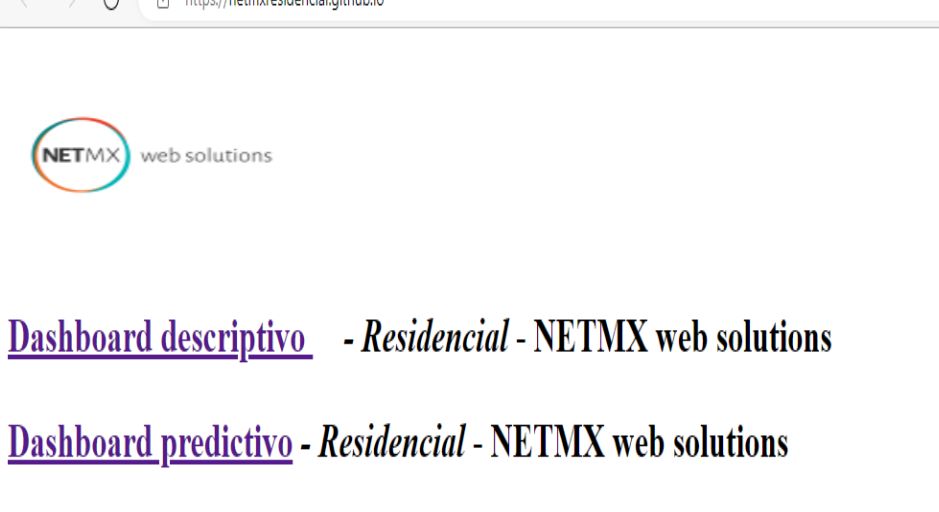 https://netmxresidencial.github.io
NETMX web solutions
Dashboard descriptivo - Residencial - NETMX web solutions
Dashboard predictivo - Residencial - NETMX web solutions